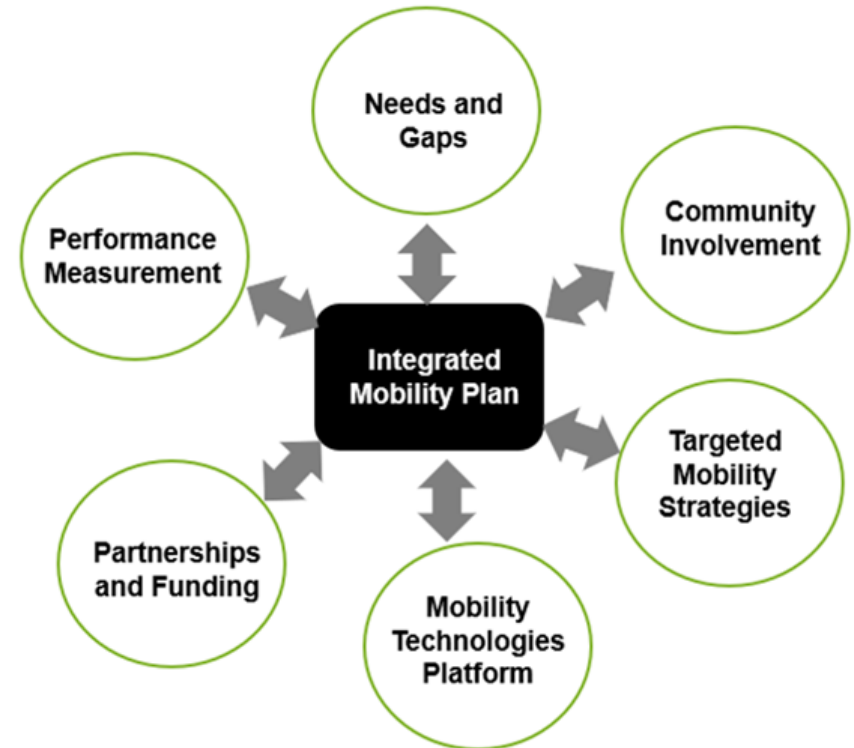 Needs and
Gaps
Community
Involvement
Performance
Measurement
Integrated
Mobility Plan
Targeted
Mobility
Strategies
Partnerships
and Funding
Mobility
Technologies
Platform